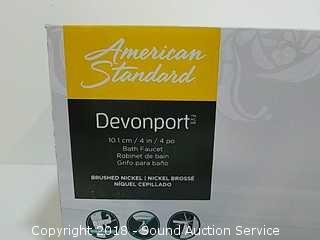 American
Standard
Devonport
10.1 cm / 4 in / 4 po
Bath Faucet
Robinet de bain
Grifo para baño
BRUSHED NICKEL | NICKEL BROSSÉ
NÍQUEL CEPILLADO
Copyright 2018 - Sound Auction Service